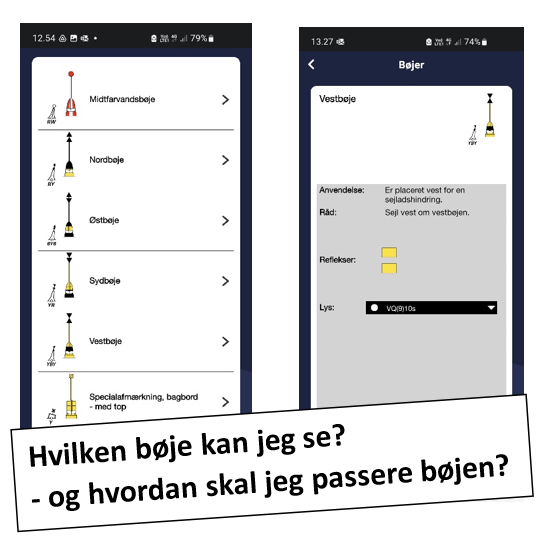 12.54
79%
Midtfarvandsbøje
RW
Nordbøje
BY
Østbøje
BYB
Sydbøje
YB
Vestbøje
YBY
Specialafmærkning, bagbord
- med top
Y
13.27
74%
Bøjer
Vestbøje
YBY
Anvendelse: Er placeret vest for en
sejladshindring.
Råd: Sejl vest om vestbøjen.
Reflekser:
Lys: VQ(9)10s
Hvilken bøje kan jeg se?
- og hvordan skal jeg passere bøjen?